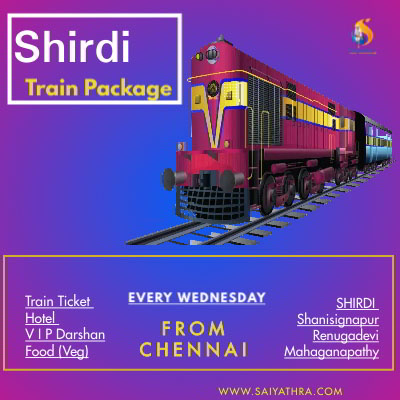 Shirdi
Train Package
Train Ticket
Hotel
V I P Darshan
Food (Veg)
EVERY WEDNESDAY
FROM
CHENNAI
SHIRDI
Shanisignapur
Renugadevi
Mahaganapathy
WWW.SAIYATHRA.COM